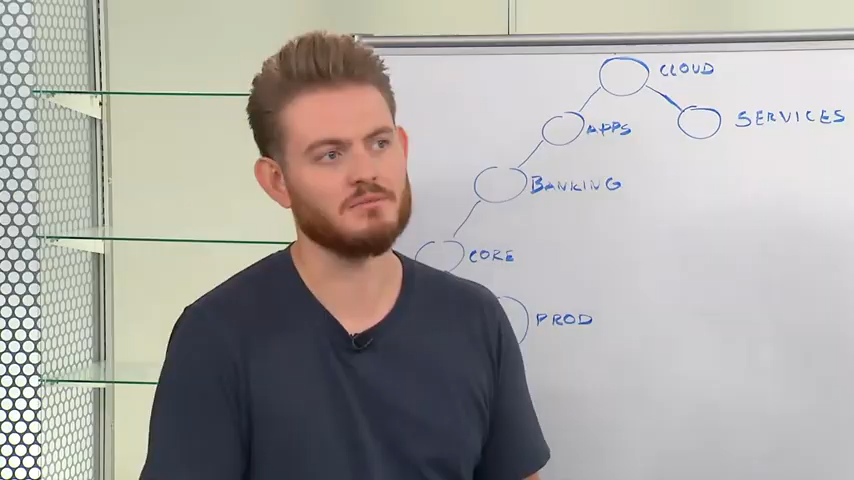 CLOUD
SERVICES
APPS
BANKING
CORE
PROD